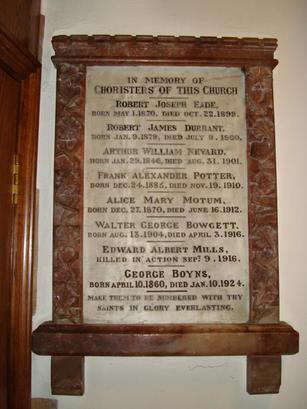 IN MEMORY OF
CHORISTERS OF THIS CHURCH
ROBERT JOSEPH EADE,
BORN MAY 1.1870, DIED OCT. 22.1899.
ROBERT JAMES DURRANT,
BORN JAN. 9.1879, DIED JULY 9.1900.
ARTHUR WILLIAM NEVARD,
BORN JAN. 29.1846, DIED AUG. 31.1901.
FRANK ALEXANDER POTTER,
BORN DEC. 24.1885, DIED NOV. 19.1910.
ALICE MARY MOTUM,
BORN DEC. 27.1870, DIED JUNE 16.1912.
WALTER GEORGE BOWGETT,
BORN AUG. 13.1904, DIED APRIL 3.1916.
EDWARD ALBERT MILLS,
KILLED IN ACTION SEPT 9.1916.
GEORGE BOYNS,
BORN APRIL 10.1860, DIED JAN. 10.1924.
MAKE THEM TO BE NUMBERED WITH THY
SAINTS IN GLORY EVERLASTING.